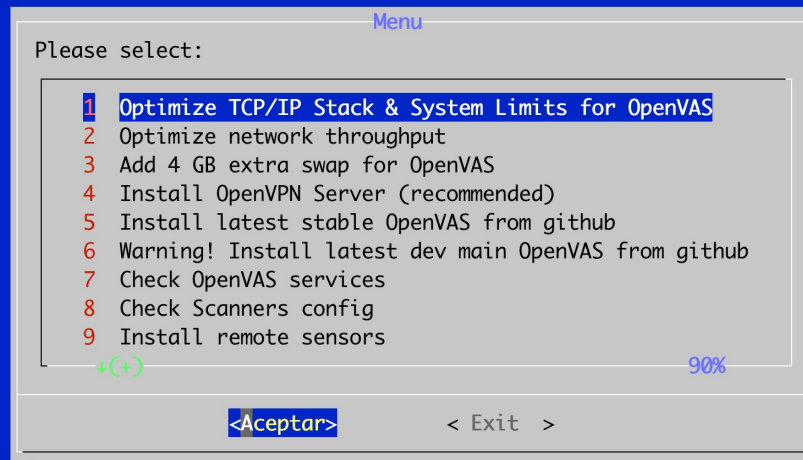 Menu
Please select:
1 Optimize TCP/IP Stack & System Limits for OpenVAS
2 Optimize network throughput
3 Add 4 GB extra swap for OpenVAS
4 Install OpenVPN Server (recommended)
5 Install latest stable OpenVAS from github
6 Warning! Install latest dev main OpenVAS from github
7 Check OpenVAS services
8 Check Scanners config
9 Install remote sensors
↓(+) 90%
<Aceptar> < Exit >